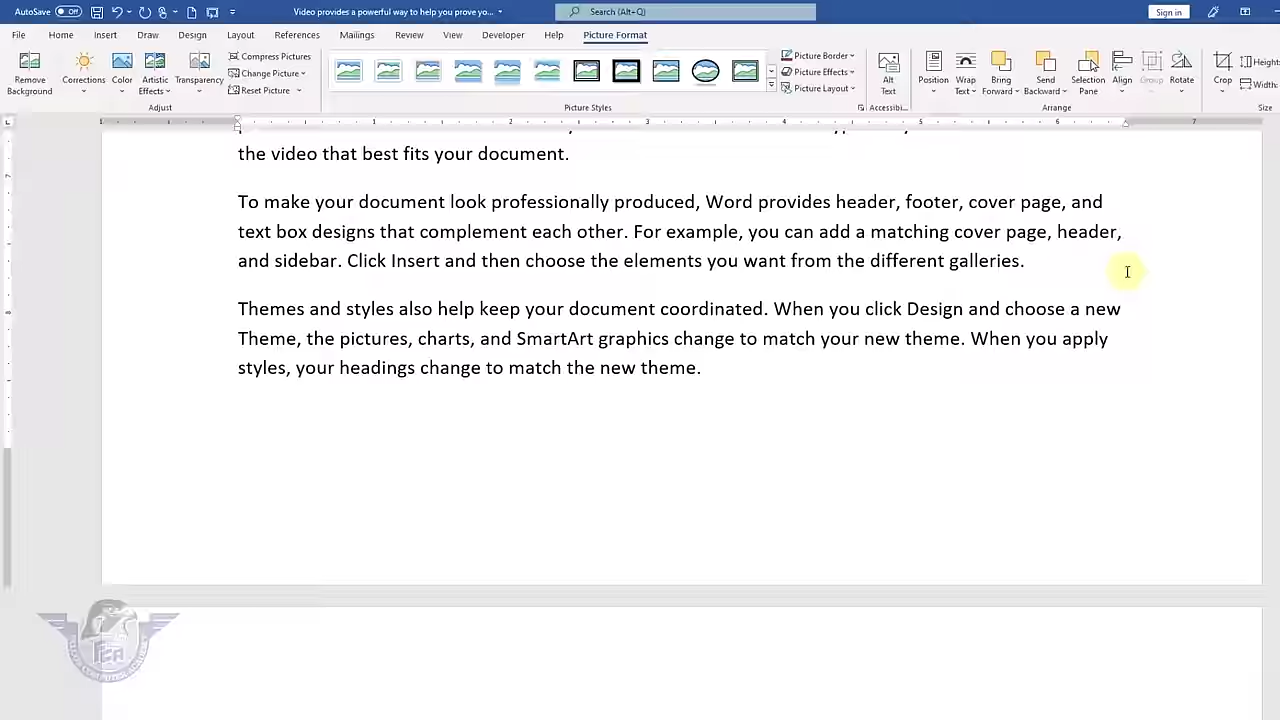 AutoSave Off Video provides a powerful way to help you prove yo... Search (Alt+Q) Sign in
File Home Insert Draw Design Layout References Mailings Review View Developer Help Picture Format
Remove Background
Corrections
Color
Artistic Effects
Transparency
Compress Pictures
Change Picture
Reset Picture
Picture Border
Picture Effects
Picture Layout
Alt Text
Position
Wrap Text
Bring Forward
Send Backward
Selection Pane
Align
Group
Rotate
Crop
Height:
Width:
Adjust Picture Styles Accessibi... Arrange Size
1 1 2 3 4 5 6 7
the video that best fits your document.
To make your document look professionally produced, Word provides header, footer, cover page, and
text box designs that complement each other. For example, you can add a matching cover page, header,
and sidebar. Click Insert and then choose the elements you want from the different galleries.
Themes and styles also help keep your document coordinated. When you click Design and choose a new
Theme, the pictures, charts, and SmartArt graphics change to match your new theme. When you apply
styles, your headings change to match the new theme.